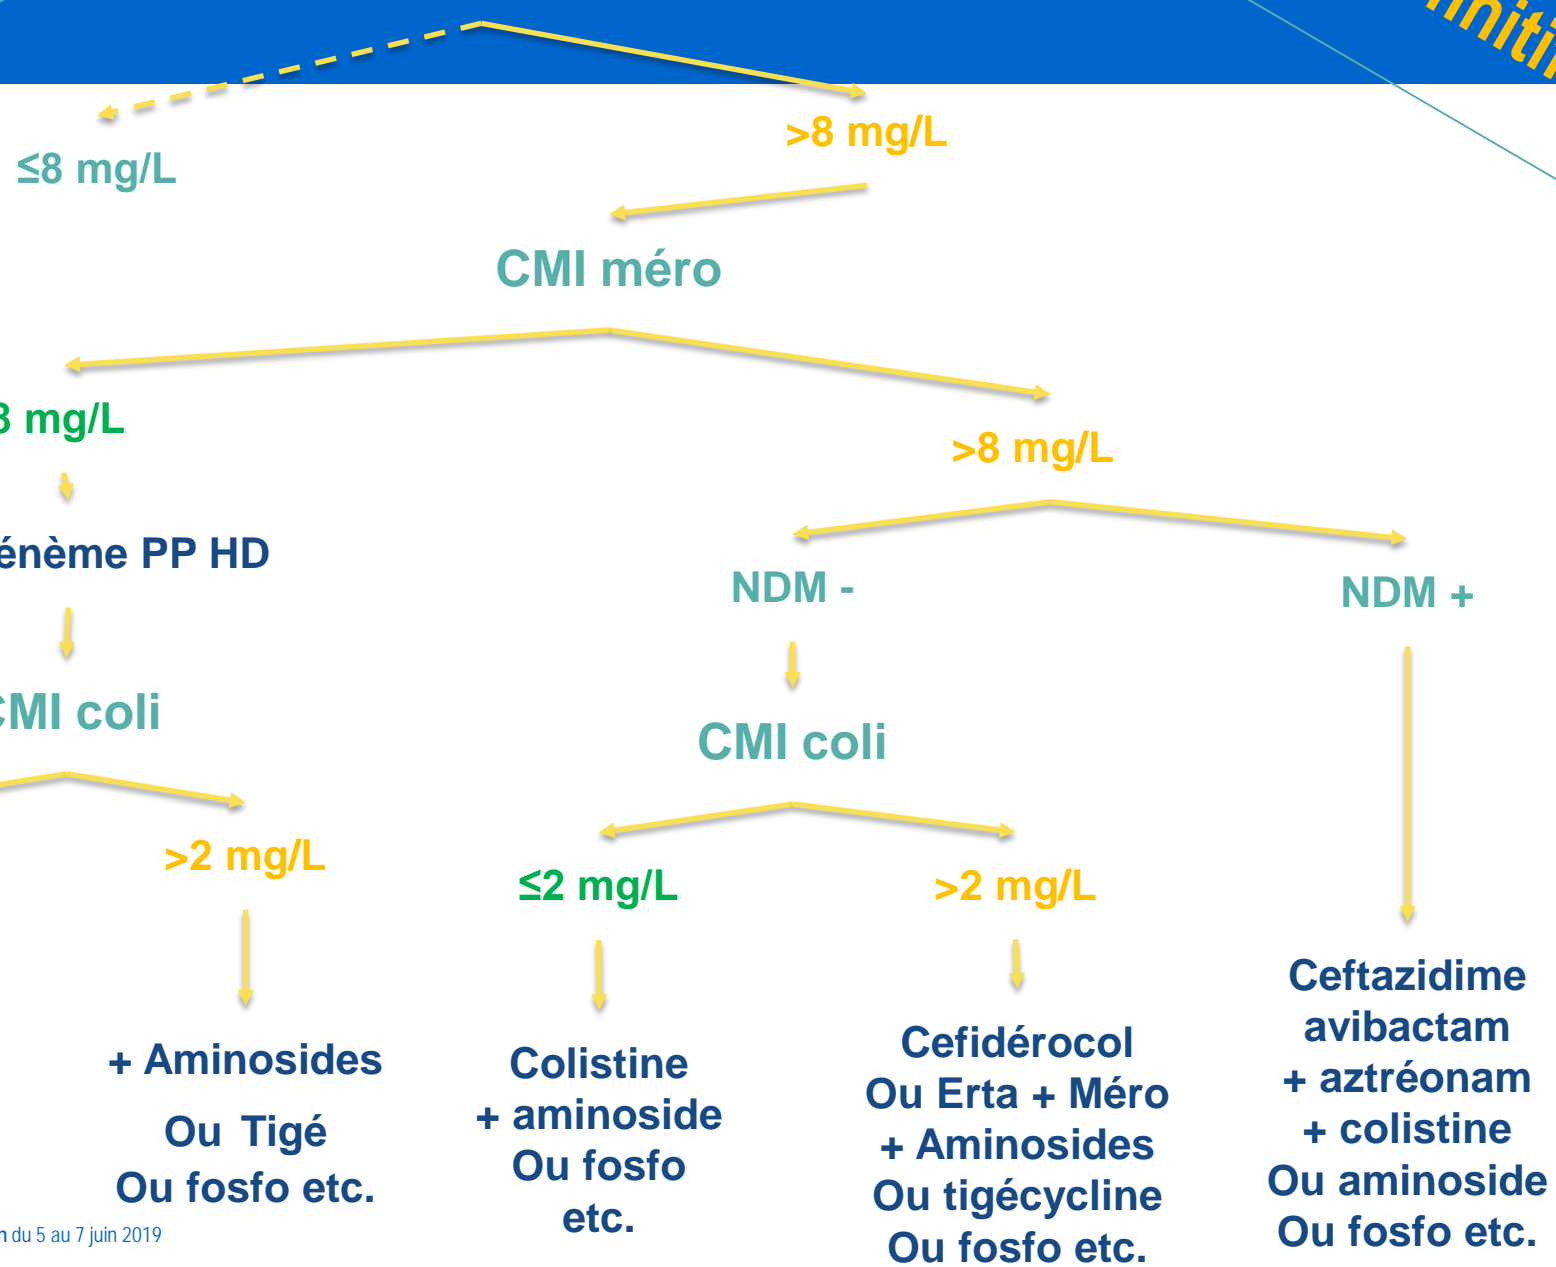 >8 mg/L
≤8 mg/L
CMI méro
mg/L
>8 mg/L
PP HD
NDM -
NDM +
coli
CMI coli
>2 mg/L
≤2 mg/L
>2 mg/L
+ Aminosides
Ou Tigé
Ou fosfo etc.
Colistine
+ aminoside
Ou fosfo
etc.
Cefidérocol
Ou Erta + Méro
+ Aminosides
Ou tigécycline
Ou fosfo etc.
Ceftazidime
avibactam
+ aztréonam
+ colistine
Ou aminoside
Ou fosfo etc.
du 5 au 7 juin 2019